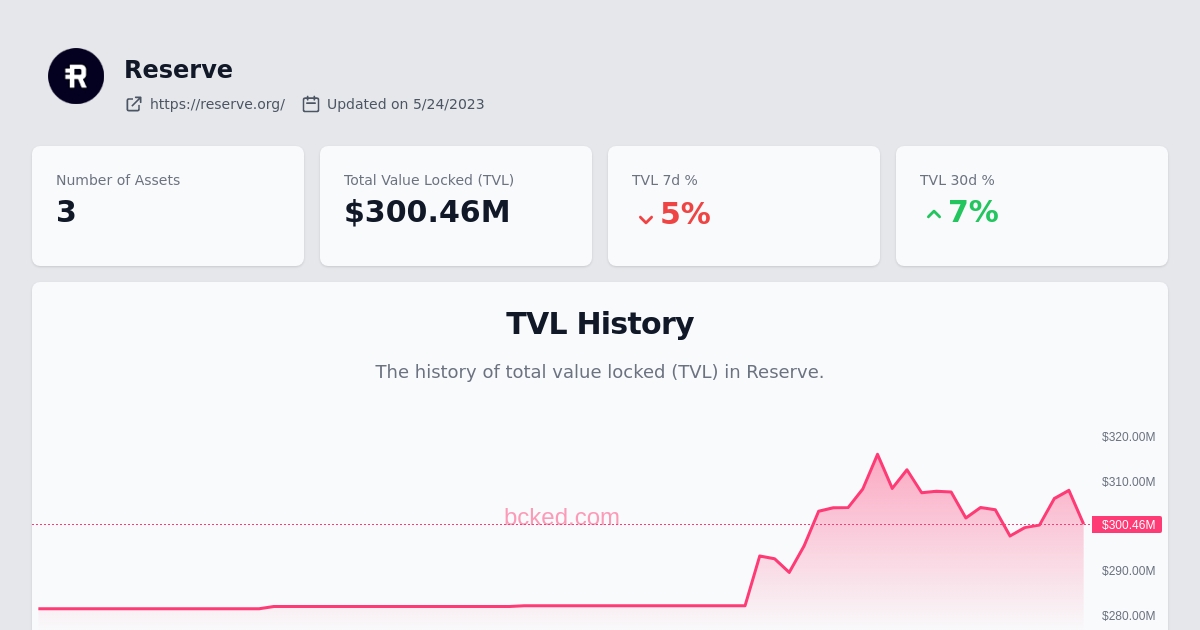 Reserve
https://reserve.org/ Updated on 5/24/2023
Number of Assets
3
Total Value Locked (TVL)
$300.46M
TVL 7d %
5%
TVL 30d %
7%
TVL History
The history of total value locked (TVL) in Reserve.
$320.00M
$310.00M
bcked.com
$300.46M
$290.00M
$280.00M